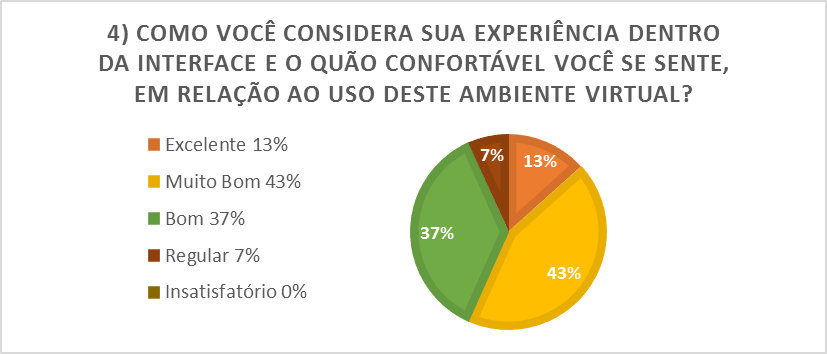 4) COMO VOCÊ CONSIDERA SUA EXPERIÊNCIA DENTRO
DA INTERFACE E O QUÃO CONFORTÁVEL VOCÊ SE SENTE,
EM RELAÇÃO AO USO DESTE AMBIENTE VIRTUAL?
Excelente 13%
Muito Bom 43%
Bom 37%
Regular 7%
Insatisfatório 0%
7%
13%
37%
43%